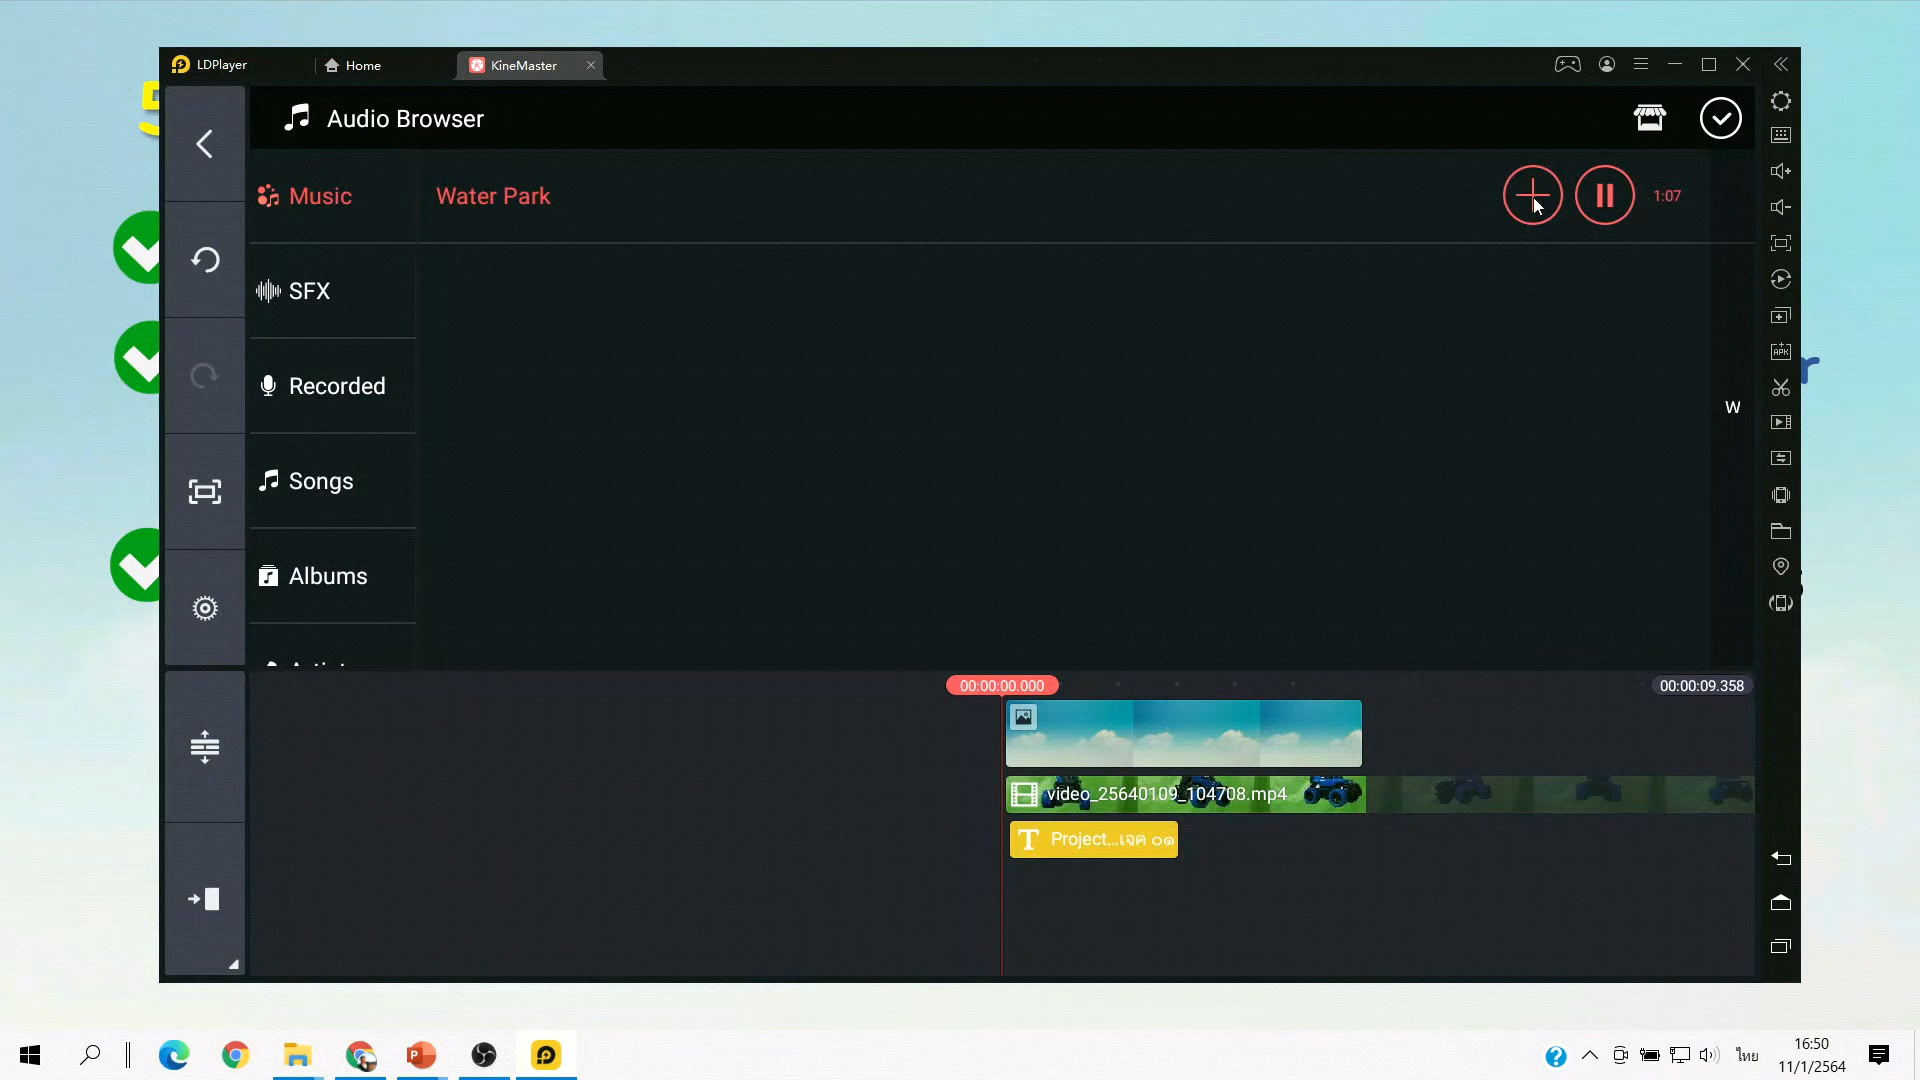 LDPlayer
Home
KineMaster
Audio Browser
Music
Water Park
1:07
SFX
Recorded
W
Songs
Albums
00:00:00.000
00:00:09.358
video_25640109_104708.mp4
Project...เจค ๐๑
APK
ไทย
16:50
11/1/2564